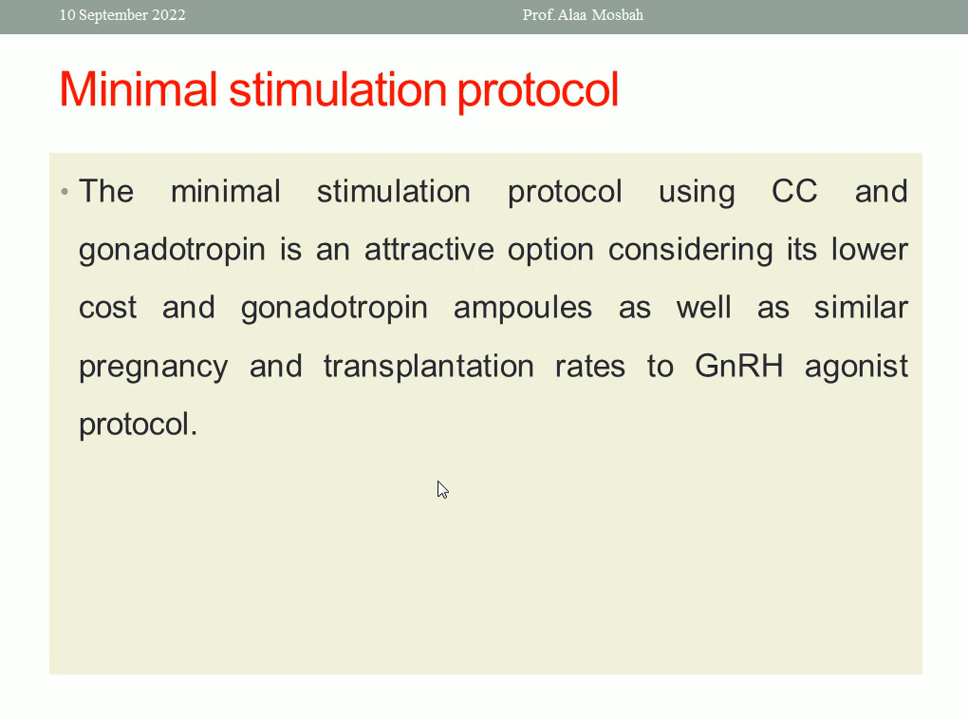 10 September 2022 Prof. Alaa Mosbah
Minimal stimulation protocol
• The minimal stimulation protocol using CC and
gonadotropin is an attractive option considering its lower
cost and gonadotropin ampoules as well as similar
pregnancy and transplantation rates to GnRH agonist
protocol.